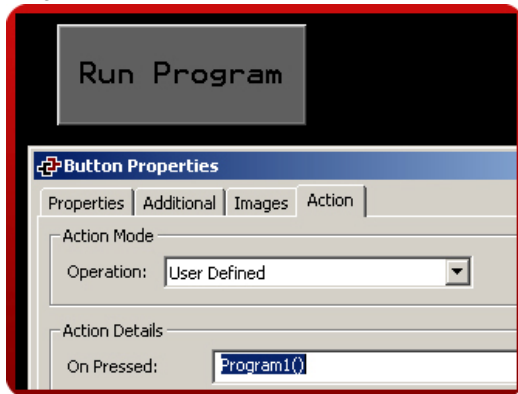 Run Program
Button Properties
Properties Additional Images Action
Action Mode
Operation: User Defined
Action Details
On Pressed: Program1()